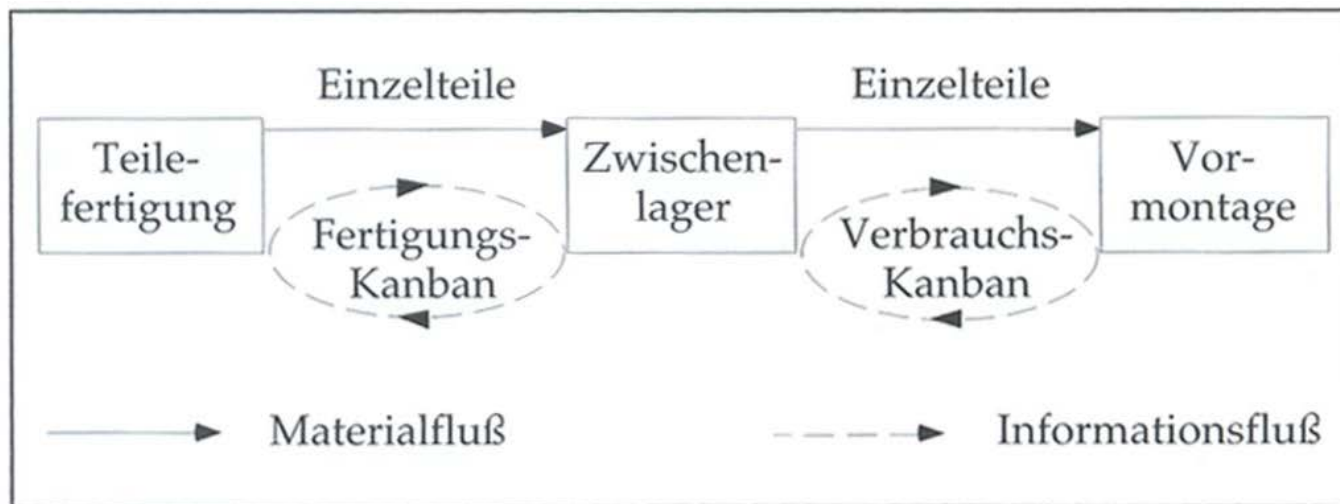 Einzelteile
Einzelteile
Teile-
fertigung
Zwischen-
lager
Vor-
montage
Fertigungs-
Kanban
Verbrauchs-
Kanban
Materialfluß
Informationsfluß